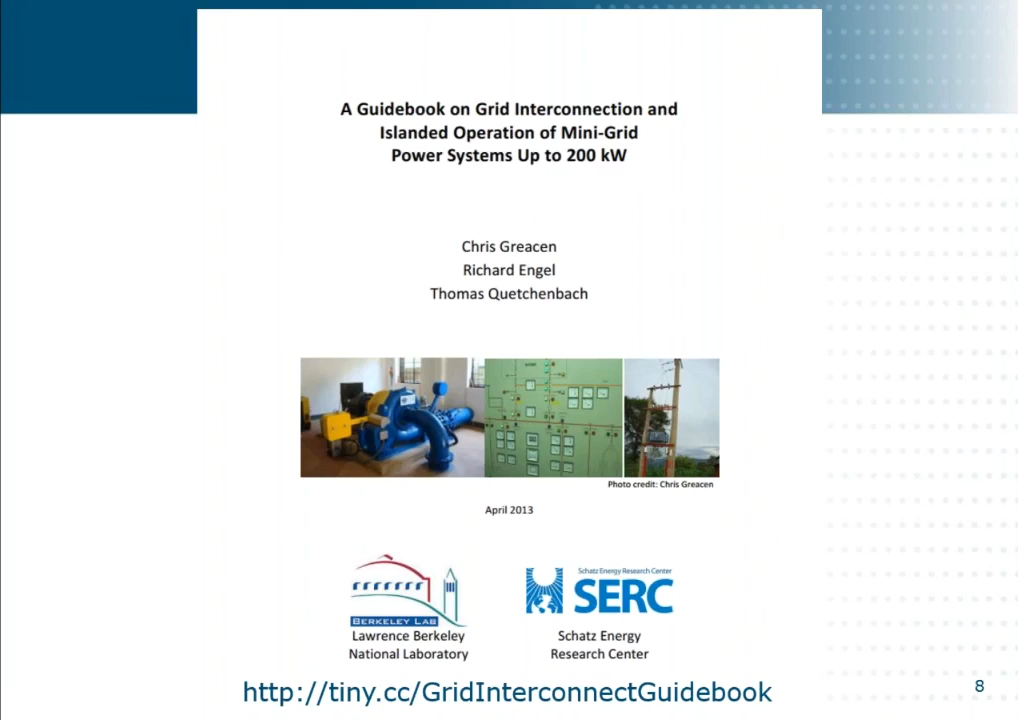 A Guidebook on Grid Interconnection and
Islanded Operation of Mini-Grid
Power Systems Up to 200 kW
Chris Greacen
Richard Engel
Thomas Quetchenbach
Photo credit: Chris Greacen
April 2013
BERKELEY LAB
Lawrence Berkeley
National Laboratory
Schatz Energy Research Center
SERC
Schatz Energy
Research Center
http://tiny.cc/GridInterconnectGuidebook
8